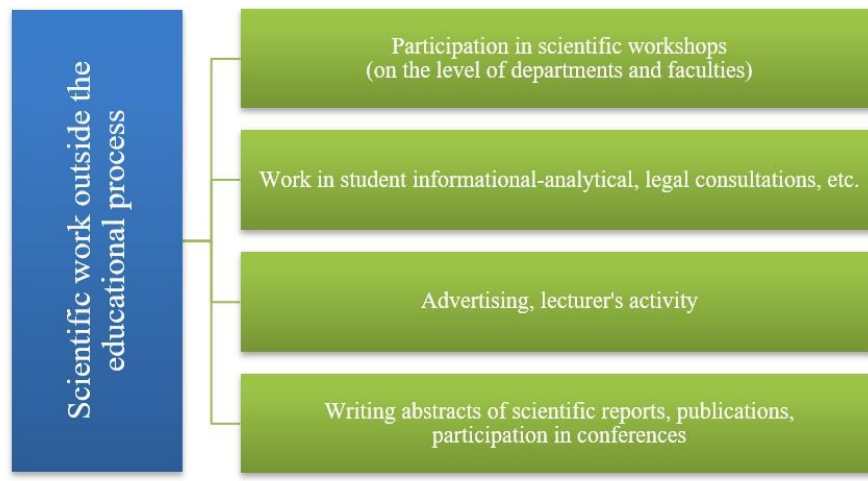 Scientific work outside the
educational process
Participation in scientific workshops
(on the level of departments and faculties)
Work in student informational-analytical, legal consultations, etc.
Advertising, lecturer's activity
Writing abstracts of scientific reports, publications,
participation in conferences